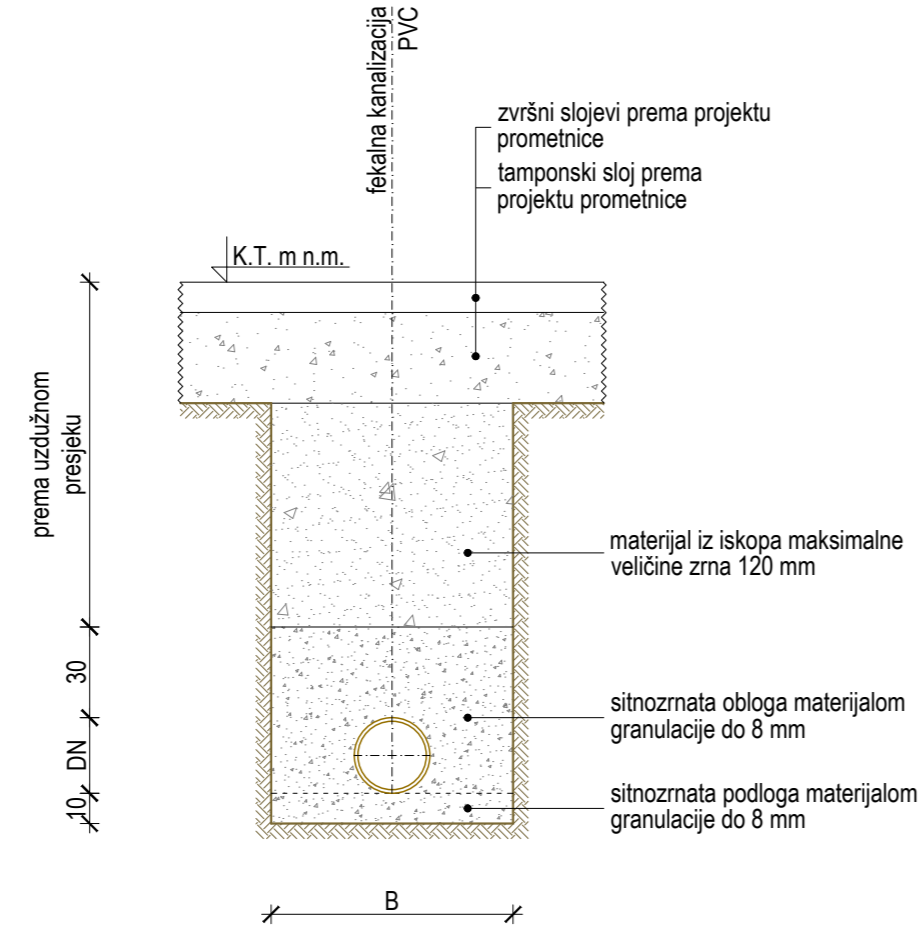 fekalna kanalizacija
PVC
zvršni slojevi prema projektu
prometnice
tamponski sloj prema
projektu prometnice
K.T. m n.m.
prema uzdužnom
presjeku
materijal iz iskopa maksimalne
veličine zrna 120 mm
30
sitnozrnata obloga materijalom
granulacije do 8 mm
DN
sitnozrnata podloga materijalom
granulacije do 8 mm
10
B